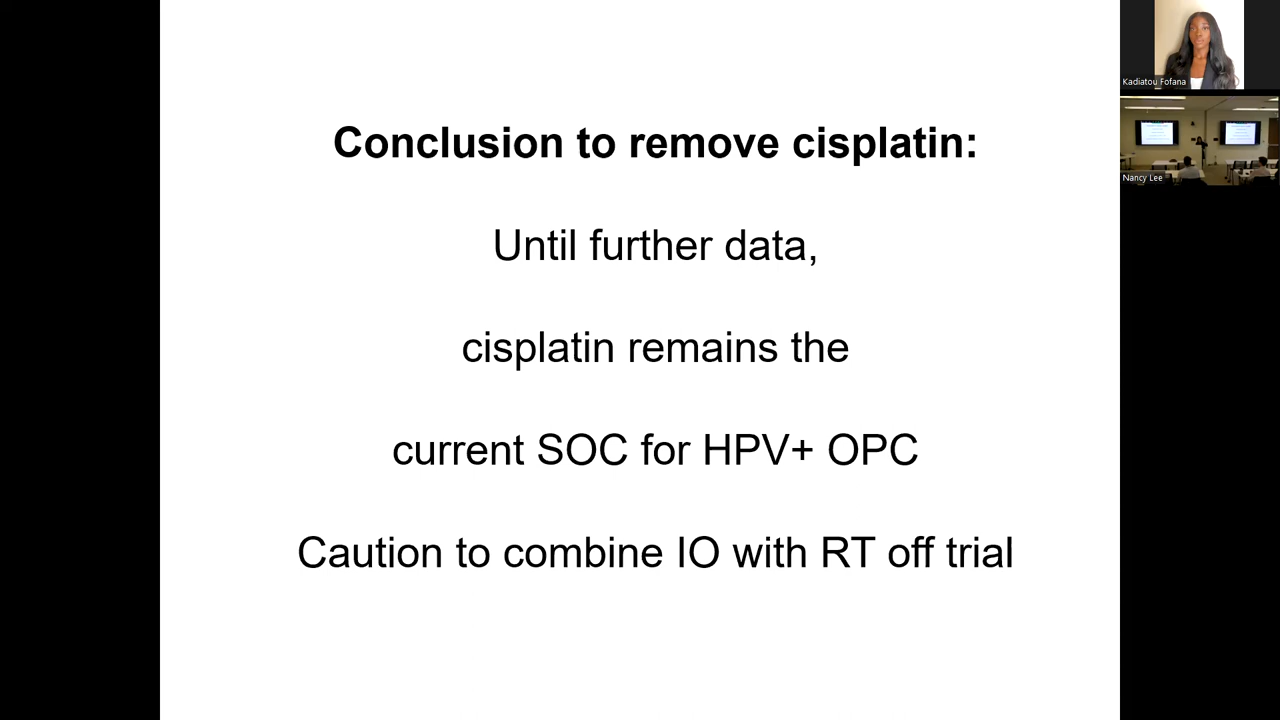 Conclusion to remove cisplatin:
Until further data,
cisplatin remains the
current SOC for HPV+ OPC
Caution to combine IO with RT off trial
Kadiatou Fofana
Nancy Lee